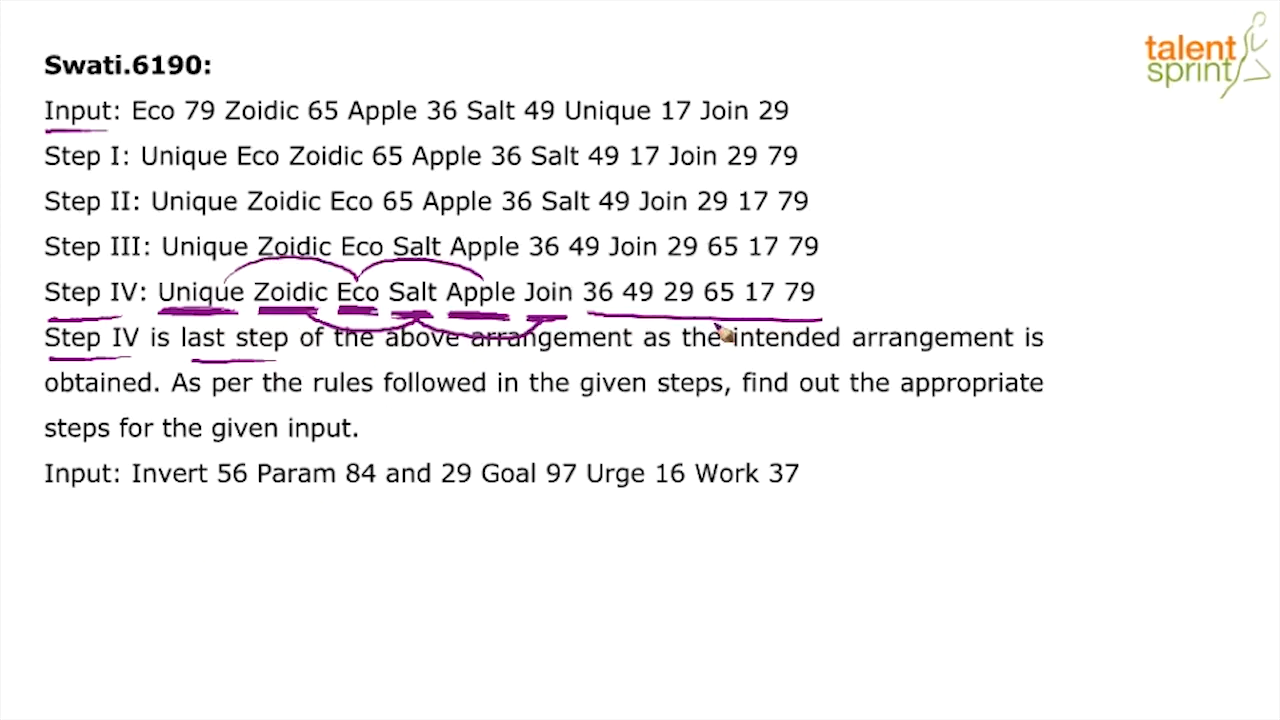 talent
sprint
Swati.6190:
Input: Eco 79 Zoidic 65 Apple 36 Salt 49 Unique 17 Join 29
Step I: Unique Eco Zoidic 65 Apple 36 Salt 49 17 Join 29 79
Step II: Unique Zoidic Eco 65 Apple 36 Salt 49 Join 29 17 79
Step III: Unique Zoidic Eco Salt Apple 36 49 Join 29 65 17 79
Step IV: Unique Zoidic Eco Salt Apple Join 36 49 29 65 17 79
Step IV is last step of the above arrangement as the intended arrangement is
obtained. As per the rules followed in the given steps, find out the appropriate
steps for the given input.
Input: Invert 56 Param 84 and 29 Goal 97 Urge 16 Work 37